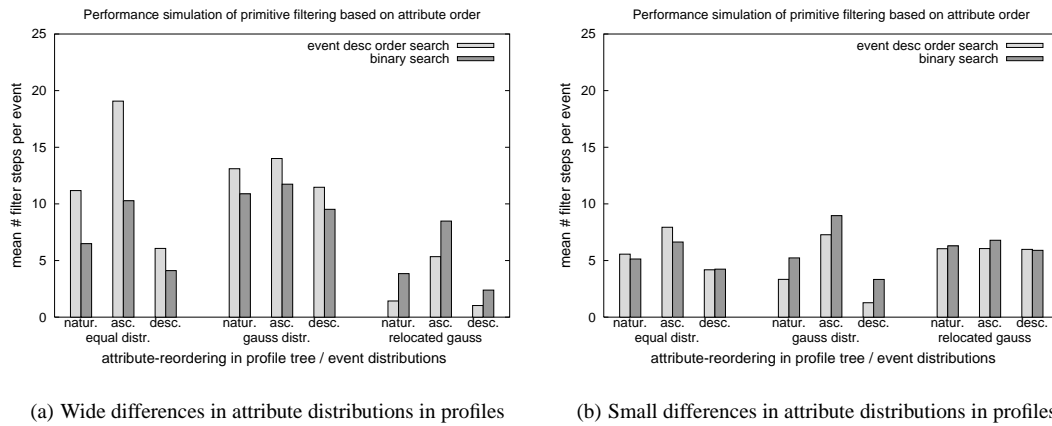 Performance simulation of primitive filtering based on attribute order
25
20
15
10
5
0
mean # filter steps per event
event desc order search
binary search
natur. asc. desc. natur. asc. desc. natur. asc. desc.
equal distr. gauss distr. relocated gauss
attribute-reordering in profile tree / event distributions
(a) Wide differences in attribute distributions in profiles
Performance simulation of primitive filtering based on attribute order
25
20
15
10
5
0
mean # filter steps per event
event desc order search
binary search
natur. asc. desc. natur. asc. desc. natur. asc. desc.
equal distr. gauss distr. relocated gauss
attribute-reordering in profile tree / event distributions
(b) Small differences in attribute distributions in profiles